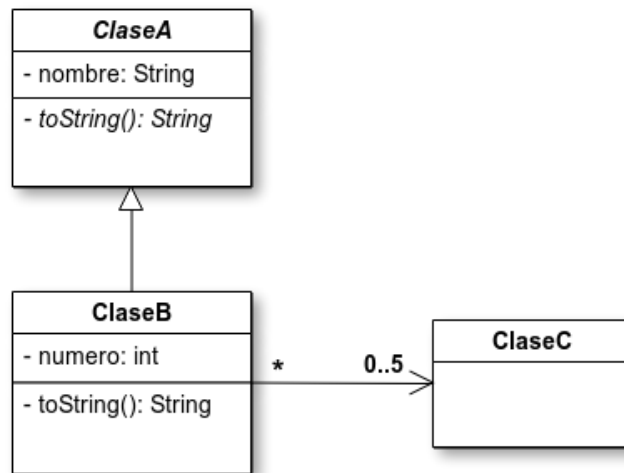 ClaseA
- nombre: String
- toString(): String
ClaseB
- numero: int
- toString(): String
* 0..5
ClaseC